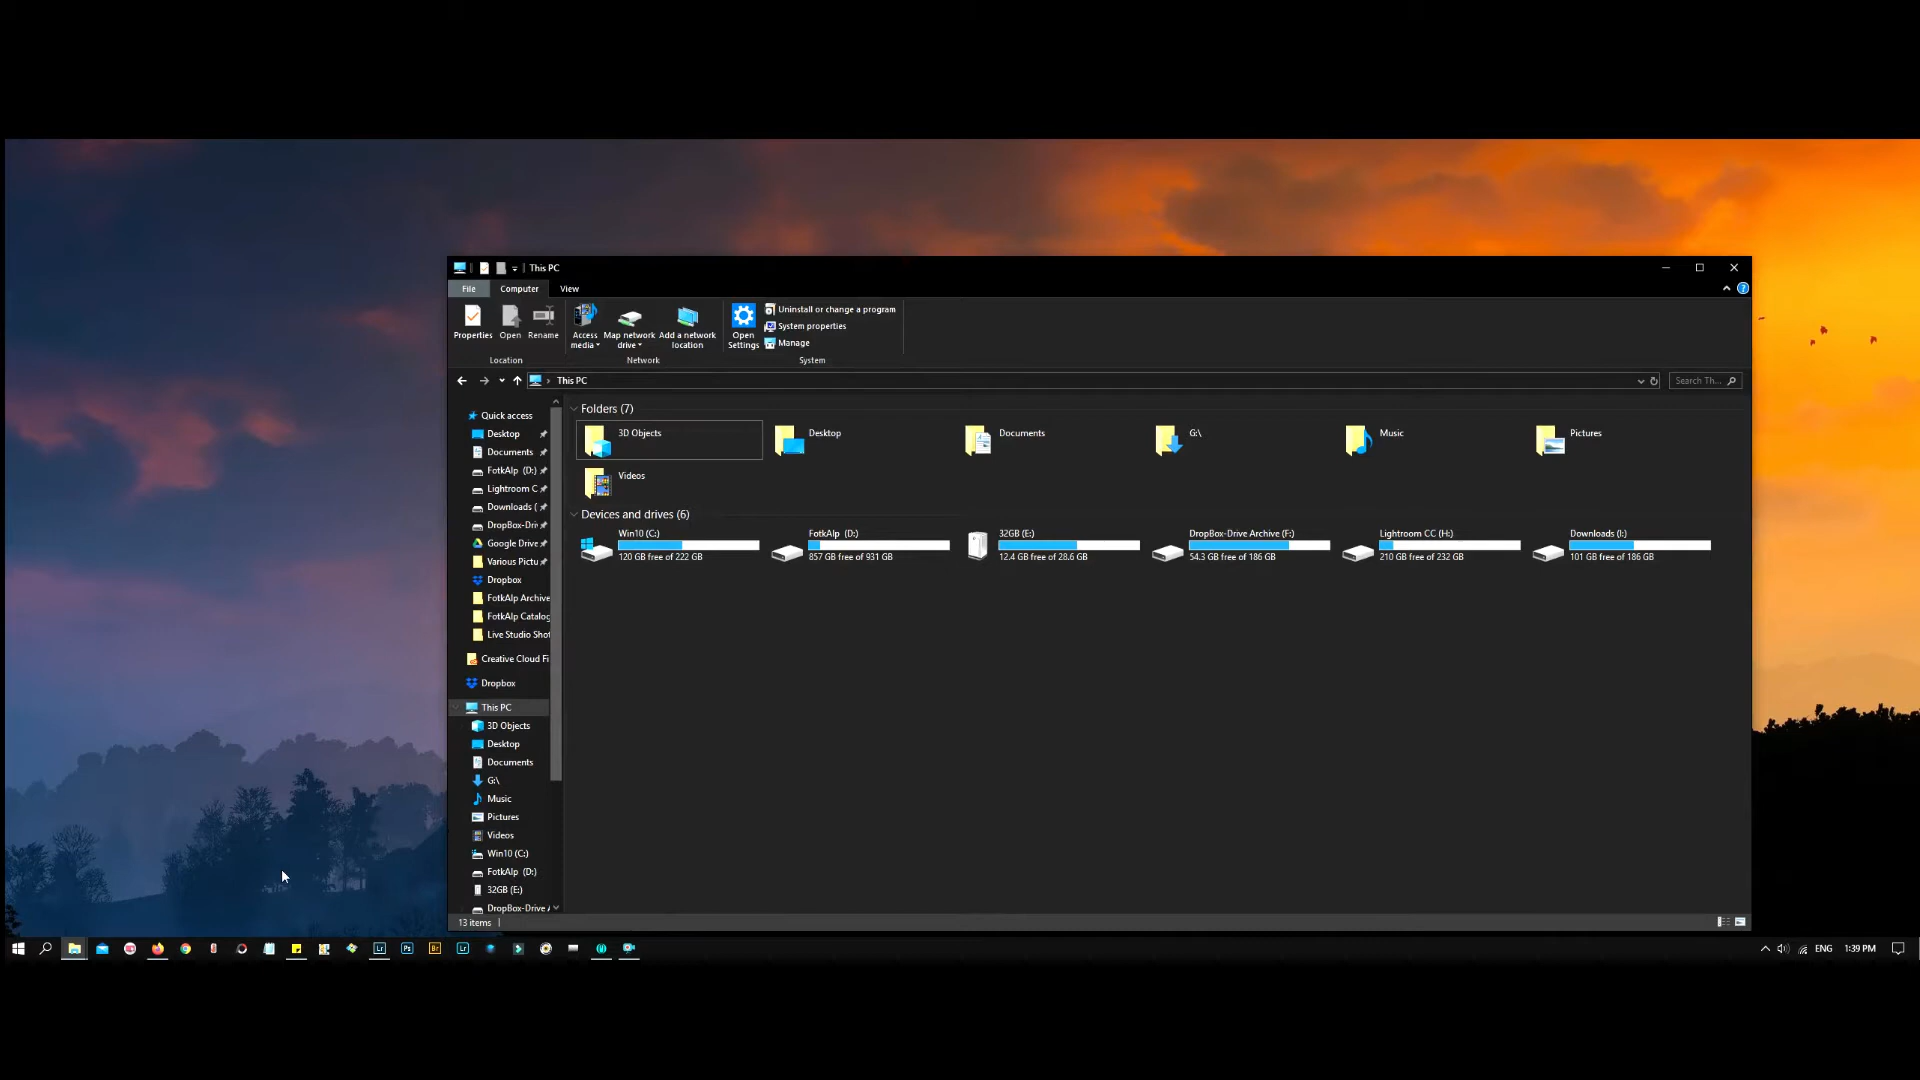 This PC
File Computer View
Properties Open Rename Access media Map network drive Add a network location Open Settings Uninstall or change a program
System properties
Manage
Location Network System
This PC Search Th...
Folders (7)
3D Objects Desktop Documents G:\ Music Pictures
Videos
Devices and drives (6)
Win10 (C:) FotkAlp (D:) 32GB (E:) DropBox-Drive Archive (F:) Lightroom CC (H:) Downloads (I:)
120 GB free of 222 GB 857 GB free of 931 GB 12.4 GB free of 28.6 GB 54.3 GB free of 186 GB 210 GB free of 232 GB 101 GB free of 186 GB
Quick access
Desktop
Documents
FotkAlp (D:)
Lightroom C
Downloads (
DropBox-Dri
Google Drive
Various Pictu
Dropbox
FotkAlp Archive
FotkAlp Catalog
Live Studio Shot
Creative Cloud Fi
Dropbox
This PC
3D Objects
Desktop
Documents
G:\
Music
Pictures
Videos
Win10 (C:)
FotkAlp (D:)
32GB (E:)
DropBox-Drive A
13 items
Lr Ps Br Lr ENG 1:39 PM